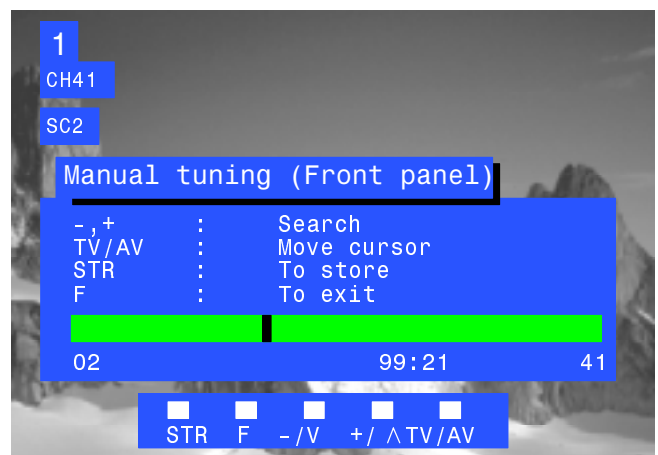 1
CH41
SC2
Manual tuning (Front panel)
-,+ : Search
TV/AV : Move cursor
STR : To store
F : To exit
02 99:21 41
STR F -/V +/ ∧ TV/AV